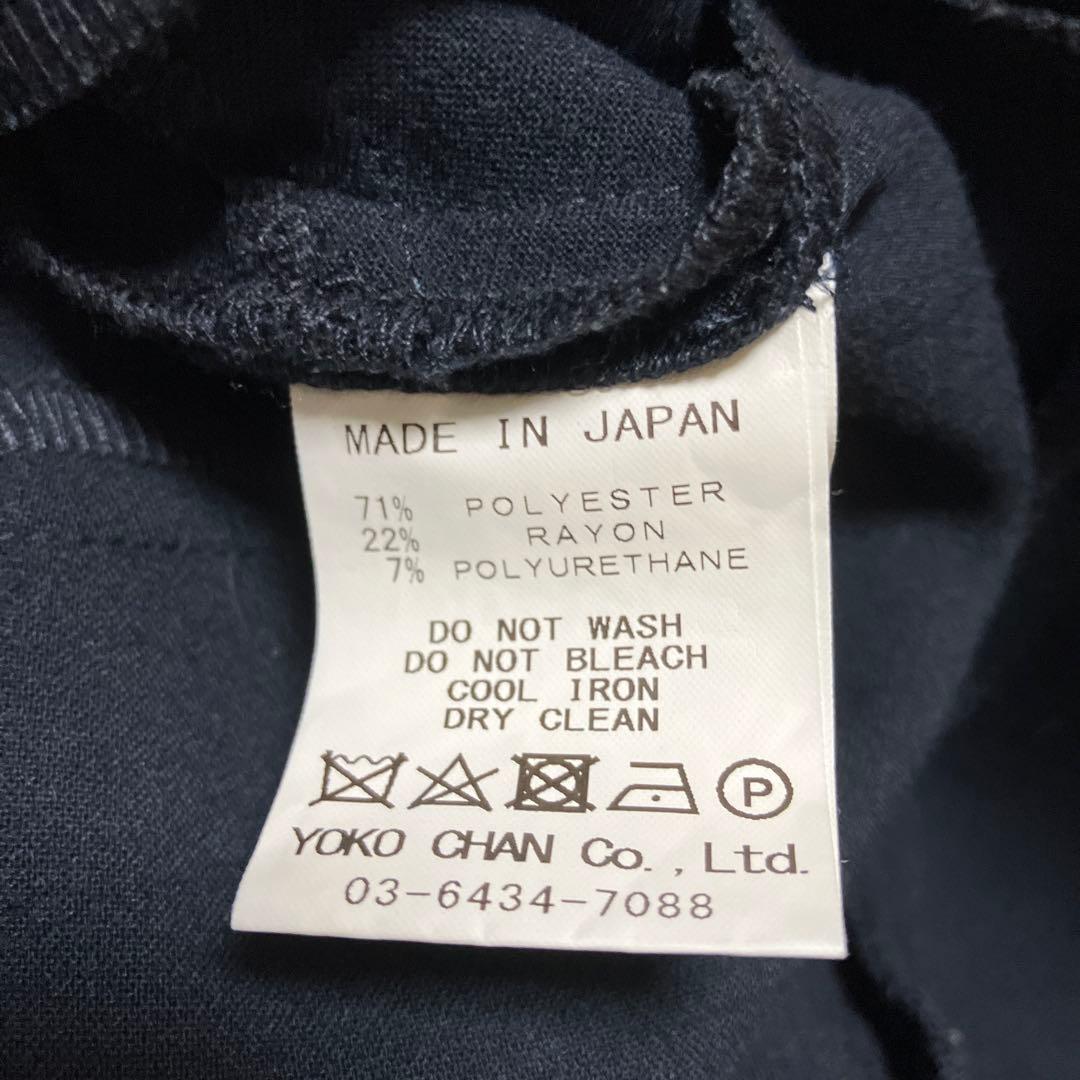 MADE IN JAPAN
71% POLYESTER
22% RAYON
7% POLYURETHANE
DO NOT WASH
DO NOT BLEACH
COOL IRON
DRY CLEAN
P
YOKO CHAN Co., Ltd.
03-6434-7088